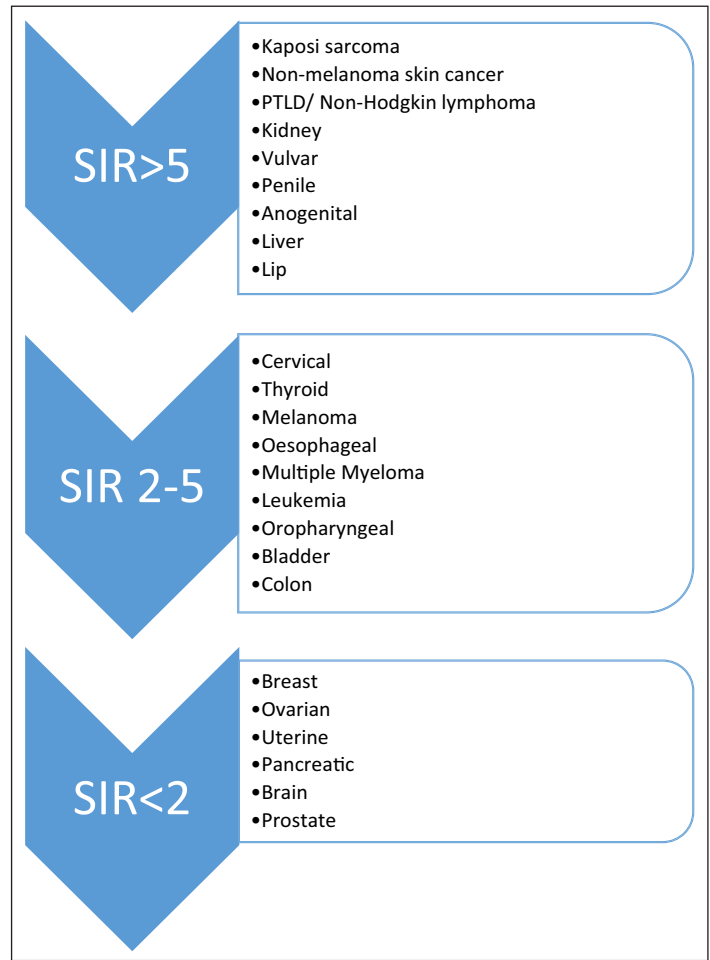 SIR>5
•Kaposi sarcoma
•Non-melanoma skin cancer
•PTLD/ Non-Hodgkin lymphoma
•Kidney
•Vulvar
•Penile
•Anogenital
•Liver
•Lip
SIR 2-5
•Cervical
•Thyroid
•Melanoma
•Oesophageal
•Multiple Myeloma
•Leukemia
•Oropharyngeal
•Bladder
•Colon
SIR<2
•Breast
•Ovarian
•Uterine
•Pancreatic
•Brain
•Prostate